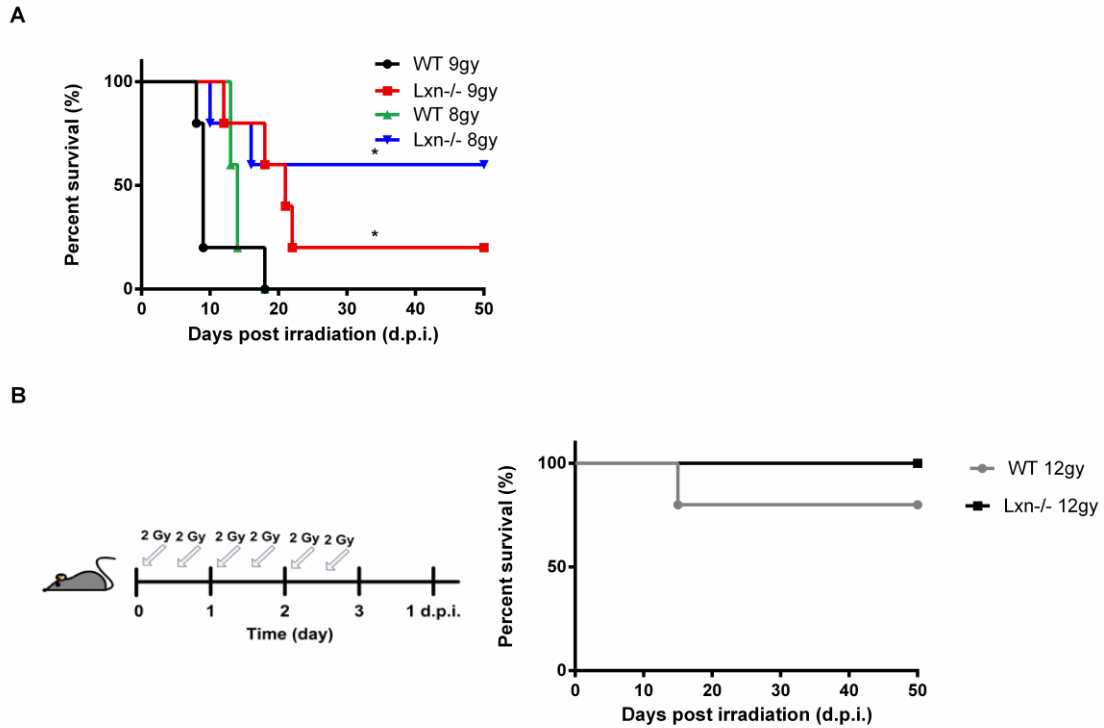 A
WT 9gy
Lxn-/- 9gy
WT 8gy
Lxn-/- 8gy
Percent survival (%)
100
50
0
*
*
0 10 20 30 40 50
Days post irradiation (d.p.i.)
B
2 Gy 2 Gy 2 Gy 2 Gy 2 Gy 2 Gy
0 1 2 3 1 d.p.i.
Time (day)
Percent survival (%)
100
50
0
0 10 20 30 40 50
Days post irradiation (d.p.i.)
WT 12gy
Lxn-/- 12gy